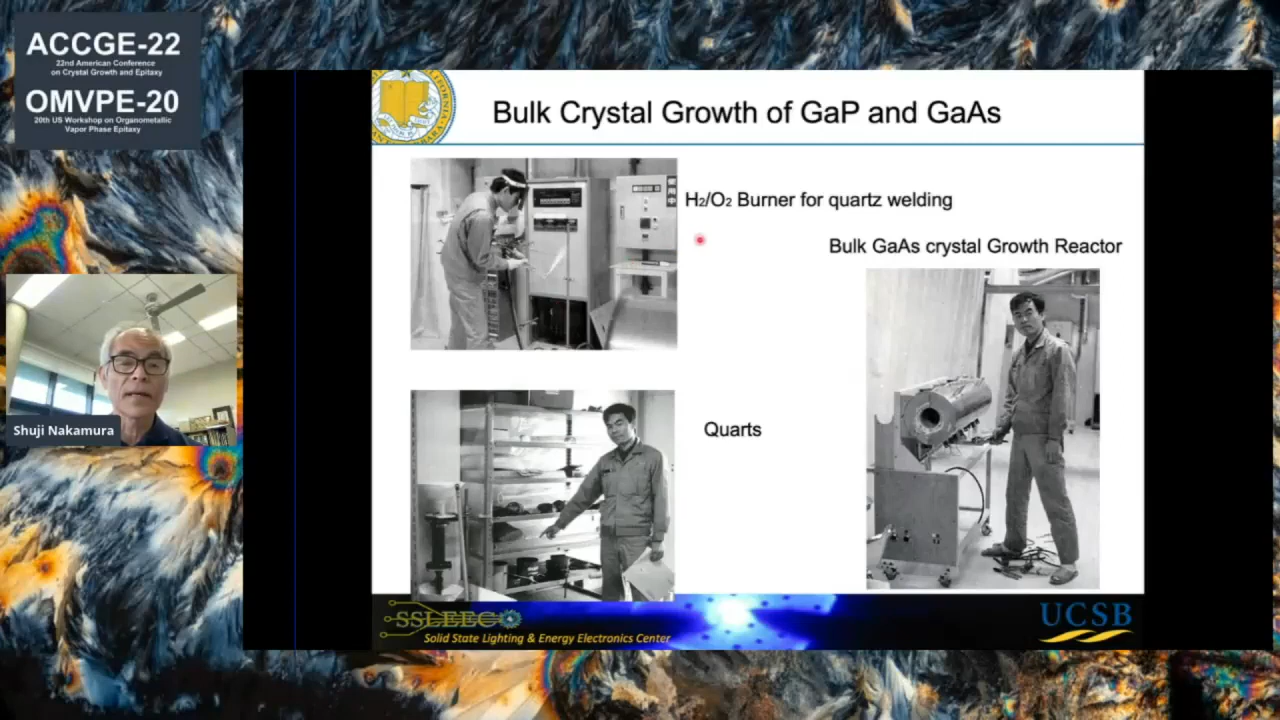 ACCGE-22
22nd American Conference
on Crystal Growth and Epitaxy
OMVPE-20
20th US Workshop on Organometallic
Vapor Phase Epitaxy
Bulk Crystal Growth of GaP and GaAs
H2/O2 Burner for quartz welding
Bulk GaAs crystal Growth Reactor
Quarts
Shuji Nakamura
SSLEEC
Solid State Lighting & Energy Electronics Center
UCSB